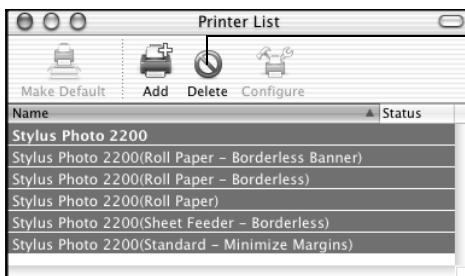 Printer List
Make Default Add Delete Configure
Name Status
Stylus Photo 2200
Stylus Photo 2200(Roll Paper – Borderless Banner)
Stylus Photo 2200(Roll Paper – Borderless)
Stylus Photo 2200(Roll Paper)
Stylus Photo 2200(Sheet Feeder – Borderless)
Stylus Photo 2200(Standard – Minimize Margins)